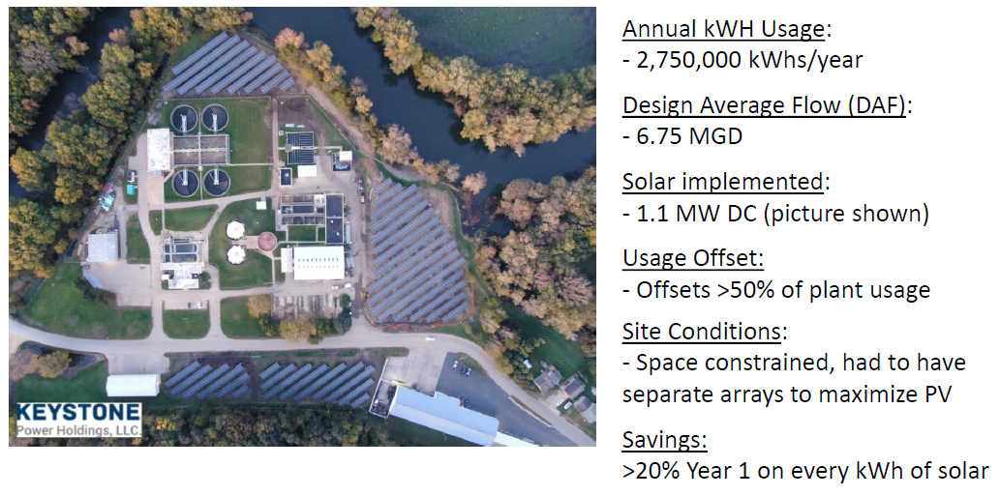 Annual kWH Usage:
- 2,750,000 kWhs/year
Design Average Flow (DAF):
- 6.75 MGD
Solar implemented:
- 1.1 MW DC (picture shown)
Usage Offset:
- Offsets >50% of plant usage
Site Conditions:
- Space constrained, had to have
separate arrays to maximize PV
Savings:
>20% Year 1 on every kWh of solar
KEYSTONE
Power Holdings, LLC.